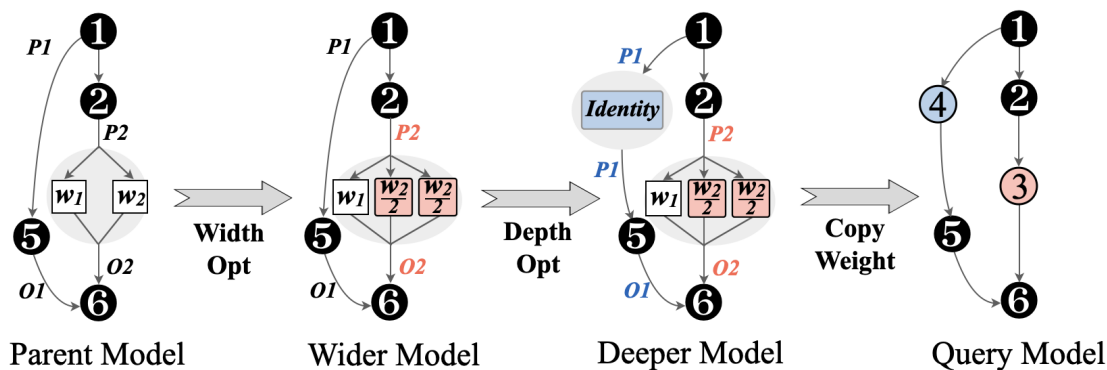 1
P1
2
P2
w1
w2
5
O2
O1
6
Parent Model
Width
Opt
1
P1
2
P2
w1
w2/2
w2/2
5
O2
O1
6
Wider Model
Depth
Opt
1
P1
Identity
2
P2
P1
w1
w2/2
w2/2
5
O2
O1
6
Deeper Model
Copy
Weight
1
4
2
3
5
6
Query Model